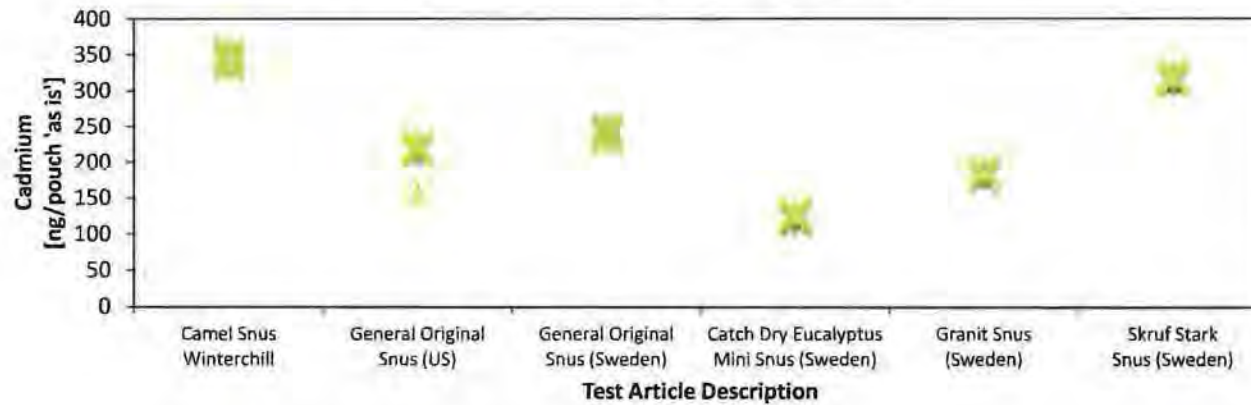 400
350
300
250
200
150
100
50
0
Cadmium
[ng/pouch 'as is']
Camel Snus
Winterchill
General Original
Snus (US)
General Original
Snus (Sweden)
Catch Dry Eucalyptus
Mini Snus (Sweden)
Granit Snus
(Sweden)
Skruf Stark
Snus (Sweden)
Test Article Description